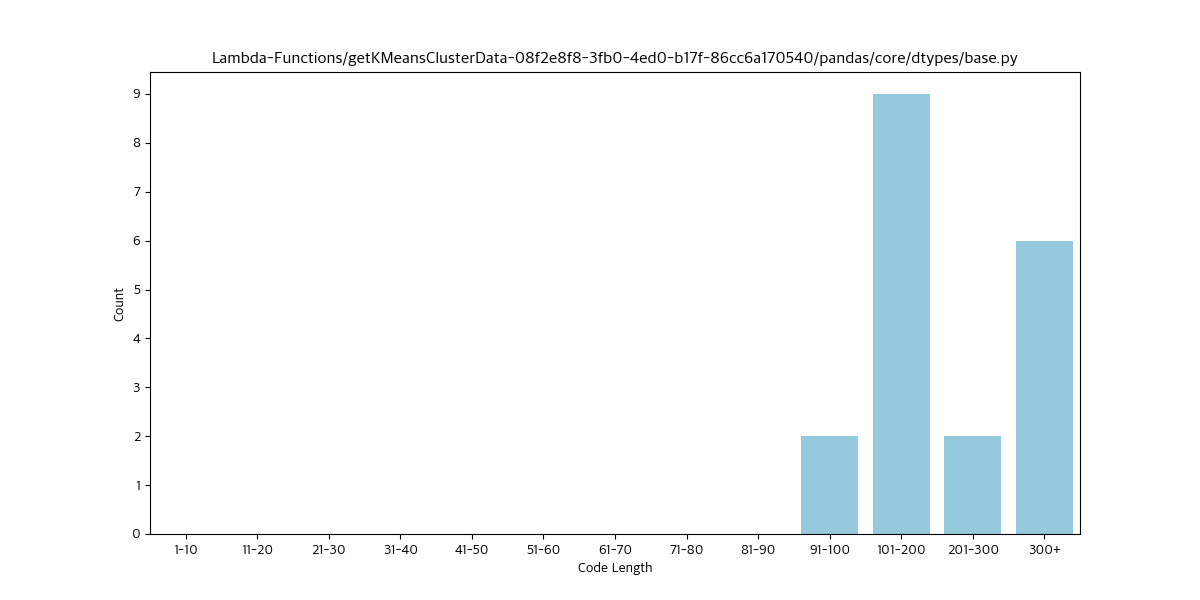 Lambda-Functions/getKMeansClusterData-08f2e8f8-3fb0-4ed0-b17f-86cc6a170540/pandas/core/dtypes/base.py
9
8
7
6
5
4
3
2
1
0
Count
1-10 11-20 21-30 31-40 41-50 51-60 61-70 71-80 81-90 91-100 101-200 201-300 300+
Code Length